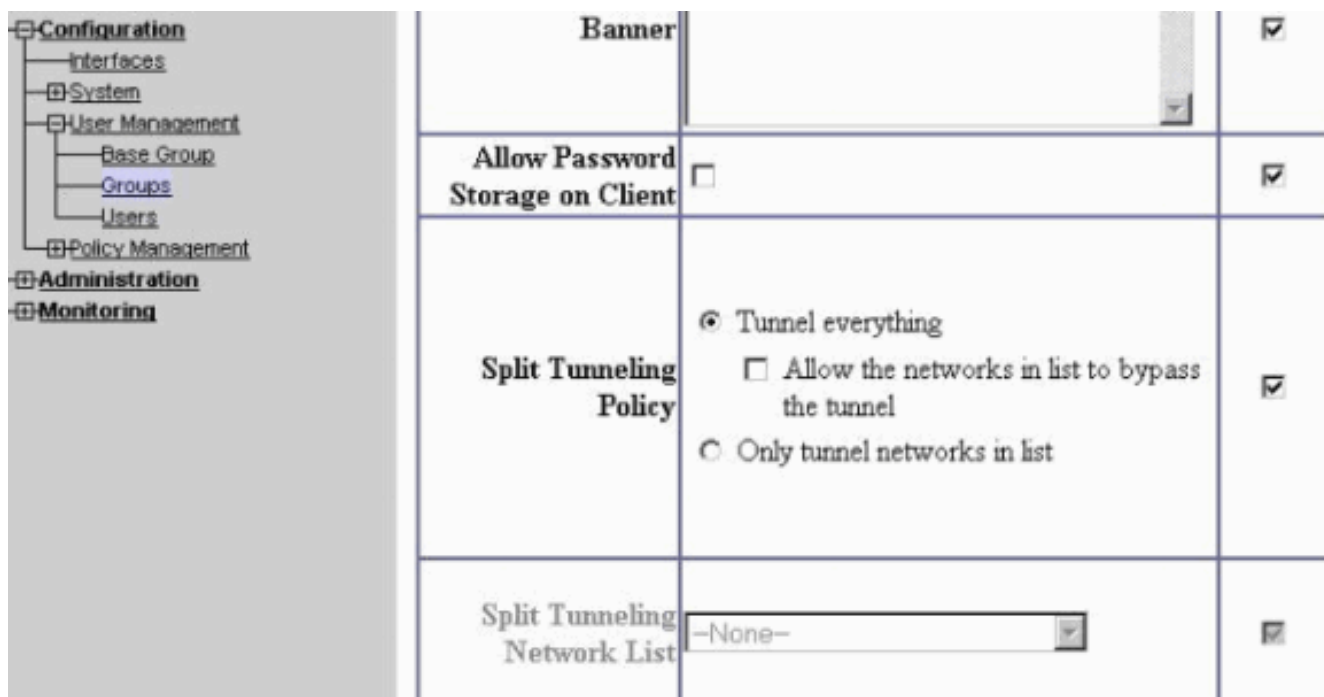 Configuration
Interfaces
System
User Management
Base Group
Groups
Users
Policy Management
Administration
Monitoring
Banner
Allow Password
Storage on Client
Split Tunneling
Policy
Tunnel everything
Allow the networks in list to bypass
the tunnel
Only tunnel networks in list
Split Tunneling
Network List
–None–